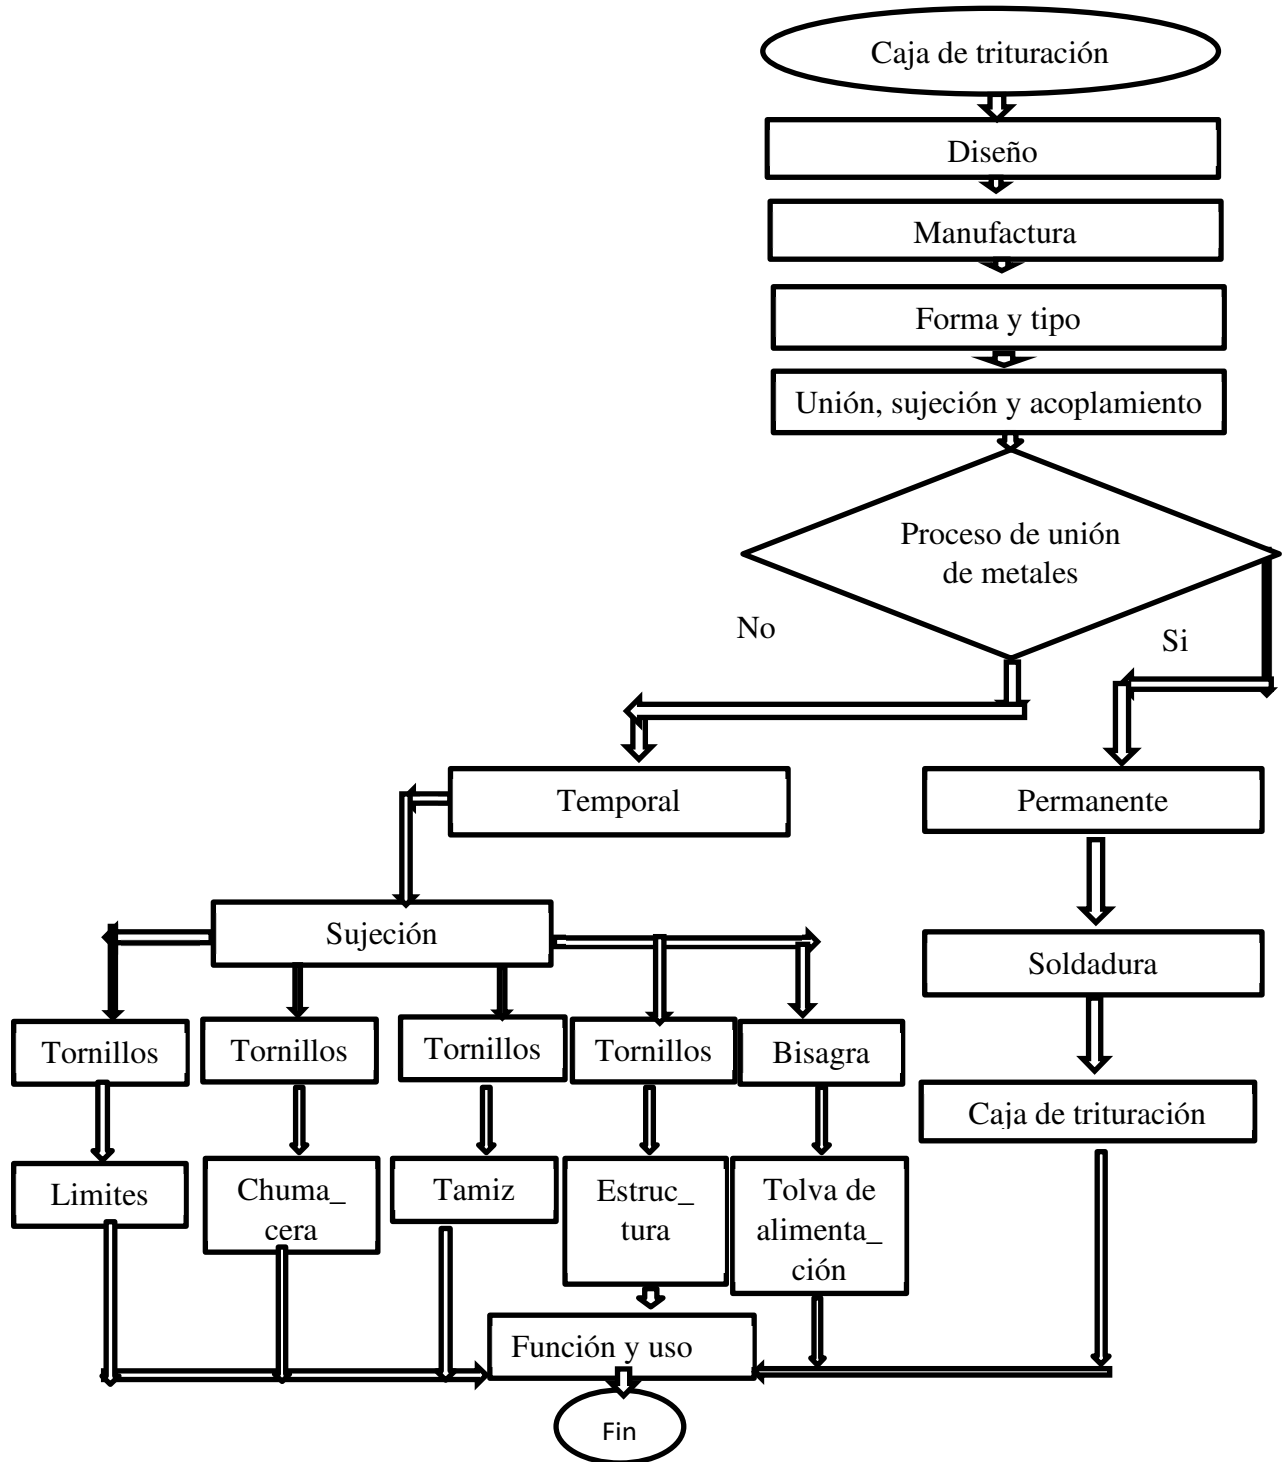 Caja de trituración
Diseño
Manufactura
Forma y tipo
Unión, sujeción y acoplamiento
Proceso de unión
de metales
No
Si
Temporal
Permanente
Sujeción
Soldadura
Tornillos
Tornillos
Tornillos
Tornillos
Bisagra
Caja de trituración
Limites
Chuma_
cera
Tamiz
Estruc_
tura
Tolva de
alimenta_
ción
Función y uso
Fin